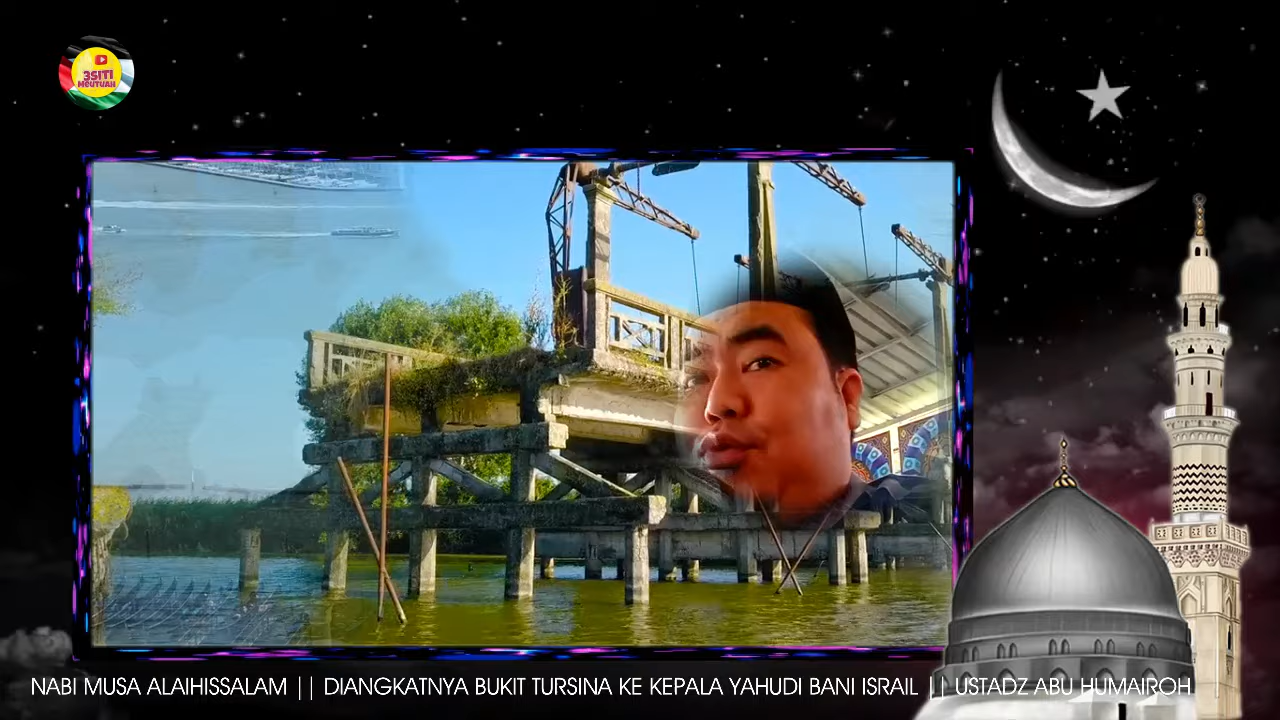 3SITI
MEUTUAH
NABI MUSA ALAIHISSALAM || DIANGKATNYA BUKIT TURSINA KE KEPALA YAHUDI BANI ISRAIL || USTADZ ABU HUMAIROH